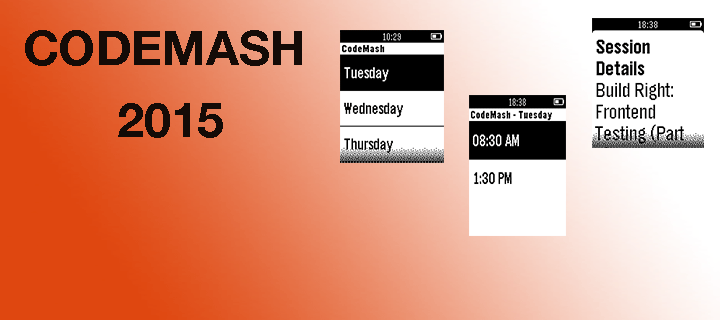 CODEMASH
2015
10:29
CodeMash
Tuesday
Wednesday
Thursday
18:38
CodeMash - Tuesday
08:30 AM
1:30 PM
18:38
Session
Details
Build Right:
Frontend
Testing (Part